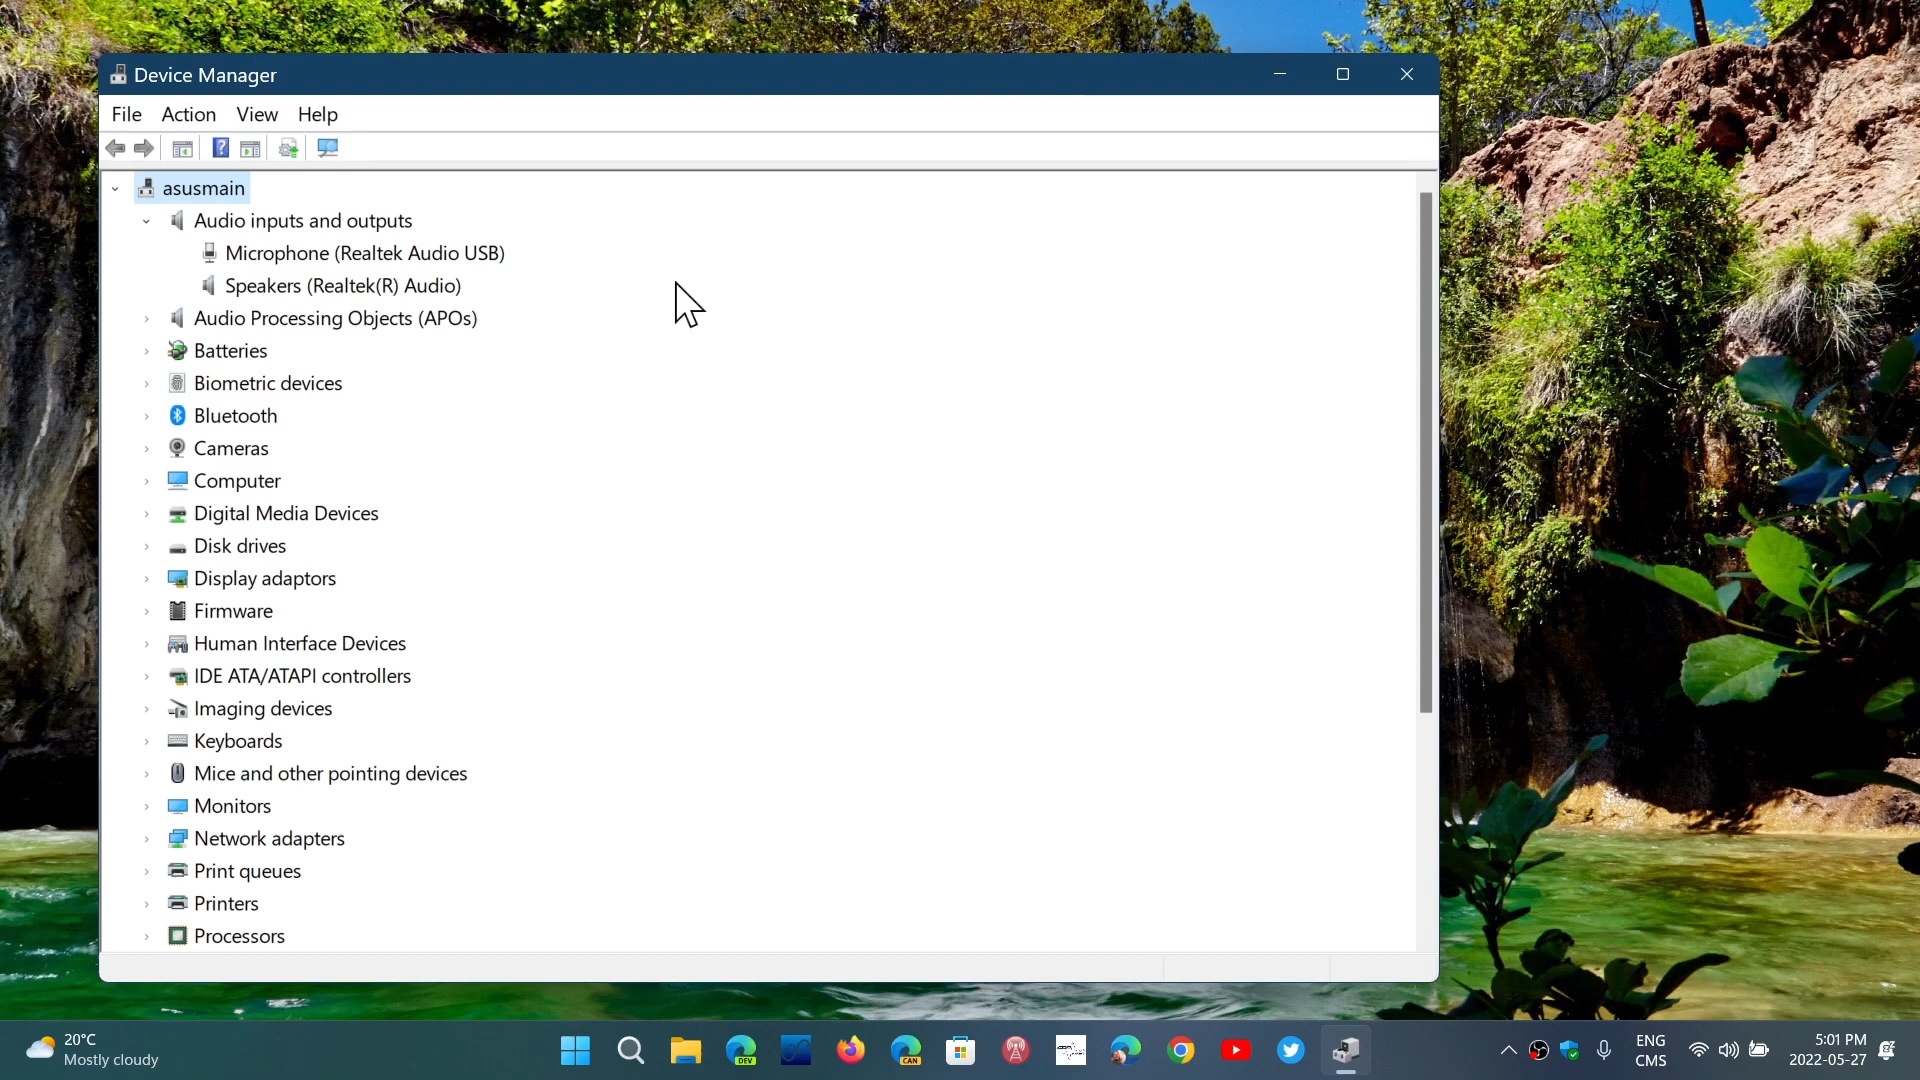 Device Manager
File Action View Help
asusmain
Audio inputs and outputs
Microphone (Realtek Audio USB)
Speakers (Realtek(R) Audio)
Audio Processing Objects (APOs)
Batteries
Biometric devices
Bluetooth
Cameras
Computer
Digital Media Devices
Disk drives
Display adaptors
Firmware
Human Interface Devices
IDE ATA/ATAPI controllers
Imaging devices
Keyboards
Mice and other pointing devices
Monitors
Network adapters
Print queues
Printers
Processors
20°C
Mostly cloudy
DEV
CAN
ENG
CMS
5:01 PM
2022-05-27